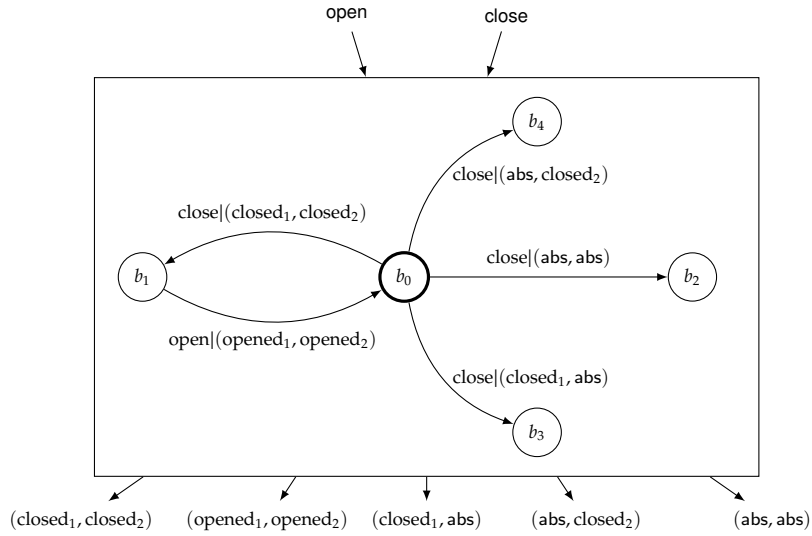 open close
b₄
close|(abs, closed₂)
close|(closed₁, closed₂)
close|(abs, abs)
b₁ b₀ b₂
open|(opened₁, opened₂)
close|(closed₁, abs)
b₃
(closed₁, closed₂) (opened₁, opened₂) (closed₁, abs) (abs, closed₂) (abs, abs)